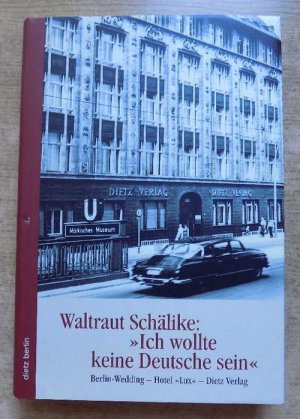 DIETZ VERLAG
DIETZ VERLAG
U
Märkisches Museum
Waltraut Schälike:
»Ich wollte
keine Deutsche sein«
Berlin-Wedding – Hotel »Lux« – Dietz Verlag
dietz berlin